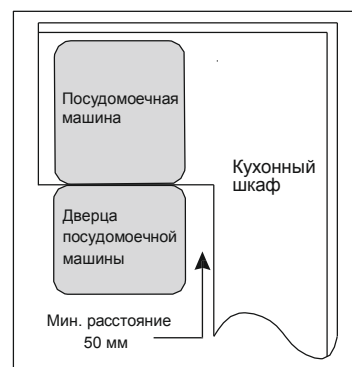 Посудомоечная
машина
Кухонный
шкаф
Дверца
посудомоечной
машины
Мин. расстояние
50 мм